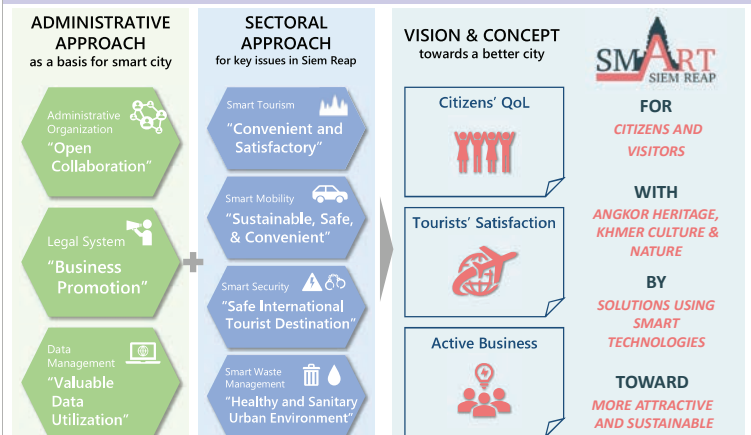 ADMINISTRATIVE
APPROACH
as a basis for smart city
Administrative
Organization
"Open
Collaboration"
Legal System
"Business
Promotion"
Data
Management
"Valuable
Data
Utilization"
SECTORAL
APPROACH
for key issues in Siem Reap
Smart Tourism
"Convenient and
Satisfactory"
Smart Mobility
"Sustainable, Safe,
& Convenient"
Smart Security
"Safe International
Tourist Destination"
Smart Waste
Management
"Healthy and Sanitary
Urban Environment"
VISION & CONCEPT
towards a better city
Citizens' QoL
Tourists' Satisfaction
Active Business
SMART
SIEM REAP
FOR
CITIZENS AND
VISITORS
WITH
ANGKOR HERITAGE,
KHMER CULTURE &
NATURE
BY
SOLUTIONS USING
SMART
TECHNOLOGIES
TOWARD
MORE ATTRACTIVE
AND SUSTAINABLE